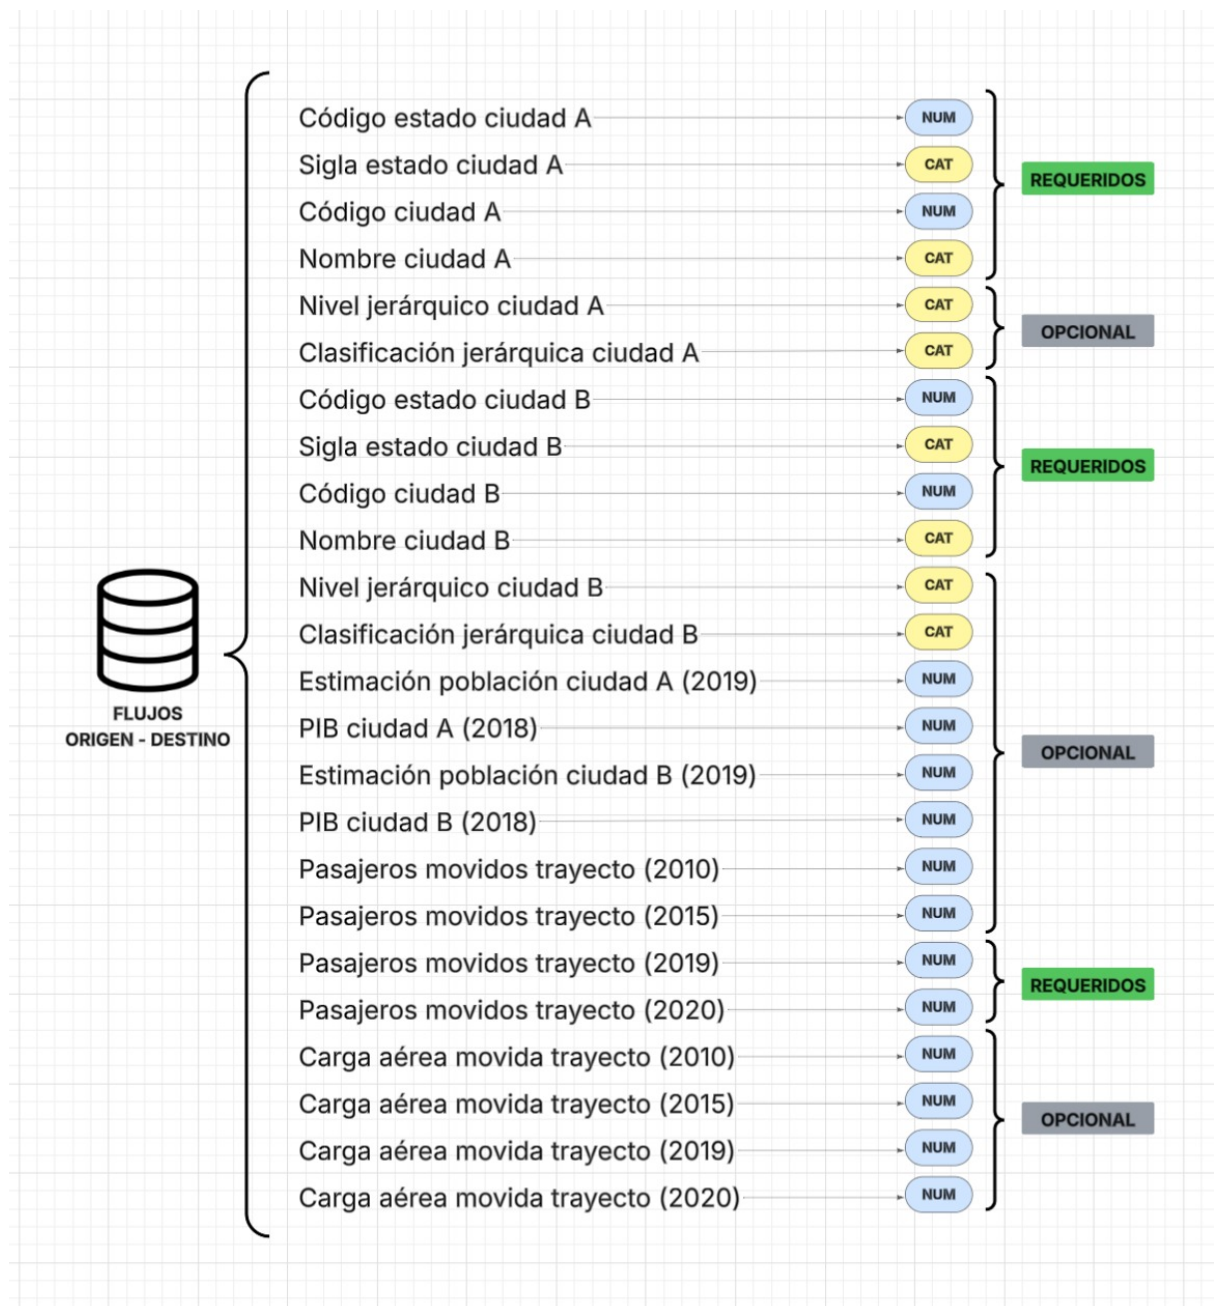 Código estado ciudad A NUM
Sigla estado ciudad A CAT
REQUERIDOS
Código ciudad A NUM
Nombre ciudad A CAT
Nivel jerárquico ciudad A CAT
OPCIONAL
Clasificación jerárquica ciudad A CAT
Código estado ciudad B NUM
Sigla estado ciudad B CAT
REQUERIDOS
Código ciudad B NUM
Nombre ciudad B CAT
Nivel jerárquico ciudad B CAT
Clasificación jerárquica ciudad B CAT
Estimación población ciudad A (2019) NUM
FLUJOS
ORIGEN - DESTINO
PIB ciudad A (2018) NUM
OPCIONAL
Estimación población ciudad B (2019) NUM
PIB ciudad B (2018) NUM
Pasajeros movidos trayecto (2010) NUM
Pasajeros movidos trayecto (2015) NUM
Pasajeros movidos trayecto (2019) NUM
REQUERIDOS
Pasajeros movidos trayecto (2020) NUM
Carga aérea movida trayecto (2010) NUM
Carga aérea movida trayecto (2015) NUM
OPCIONAL
Carga aérea movida trayecto (2019) NUM
Carga aérea movida trayecto (2020) NUM